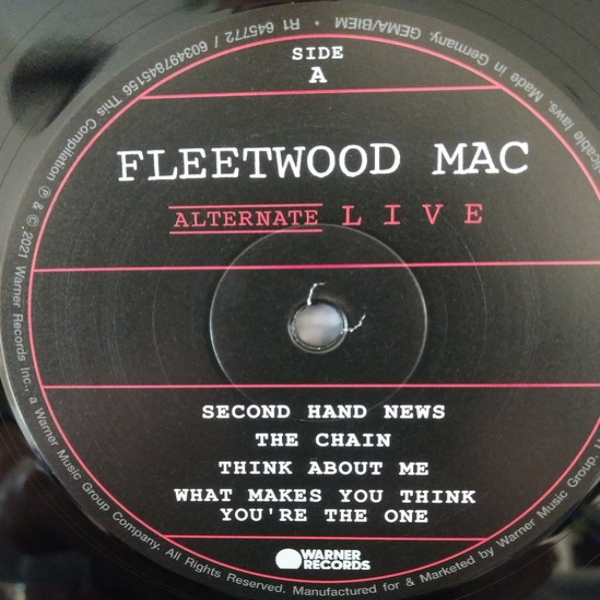 SIDE
A
FLEETWOOD MAC
ALTERNATE LIVE
SECOND HAND NEWS
THE CHAIN
THINK ABOUT ME
WHAT MAKES YOU THINK
YOU'RE THE ONE
WARNER
RECORDS
This Compilation ℗ & © 2021 Warner Records Inc., a Warner Music Group Company. All Rights Reserved. Manufactured for & Marketed by Warner Music Group.
laws. Made in Germany. GEMA/BIEM • R1 645772 / 603497845156